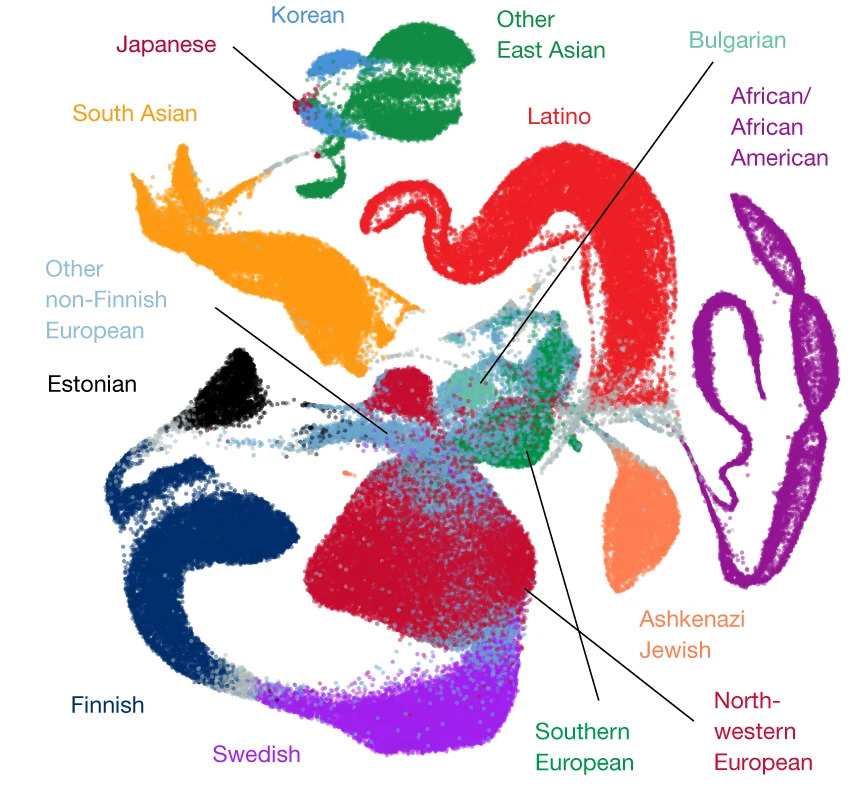 Korean
Other
East Asian
Japanese
Bulgarian
South Asian
Latino
African/
African
American
Other
non-Finnish
European
Estonian
Ashkenazi
Jewish
Finnish
Swedish
Southern
European
North-
western
European